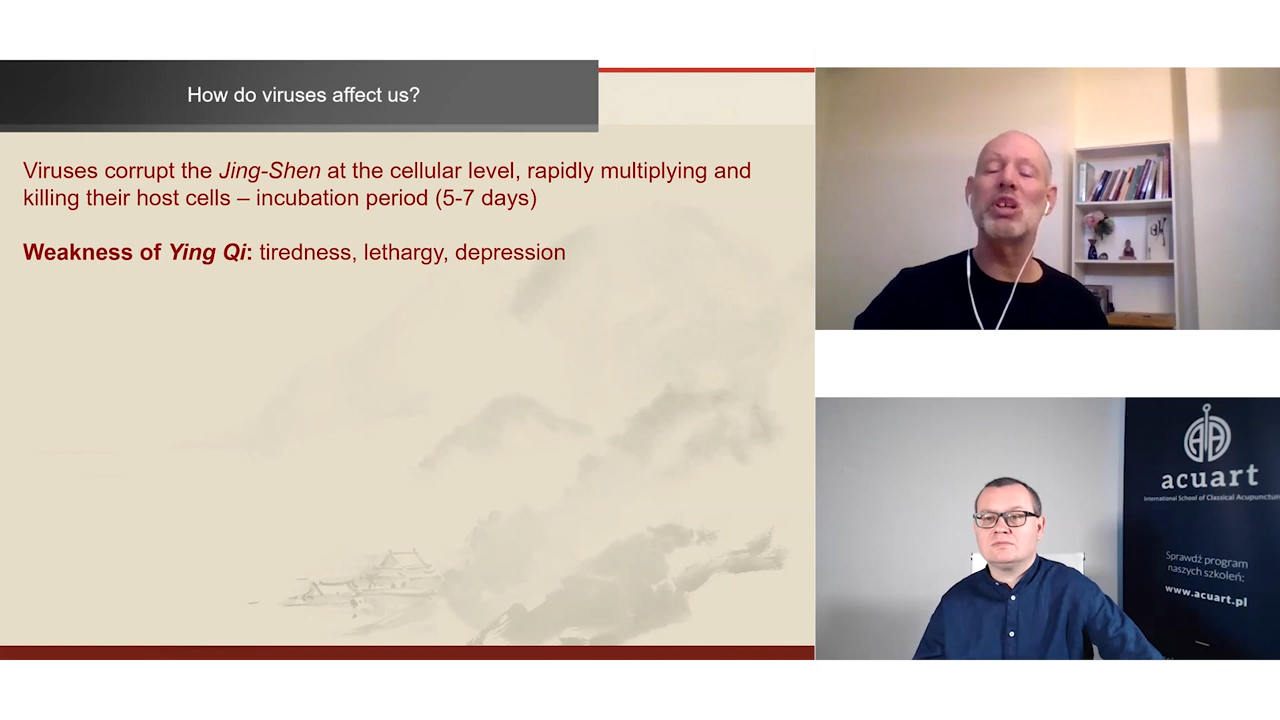 How do viruses affect us?
Viruses corrupt the Jing-Shen at the cellular level, rapidly multiplying and
killing their host cells – incubation period (5-7 days)
Weakness of Ying Qi: tiredness, lethargy, depression
acuart
International School of Classical Acupuncture
Sprawdź program
naszych szkoleń:
www.acuart.pl